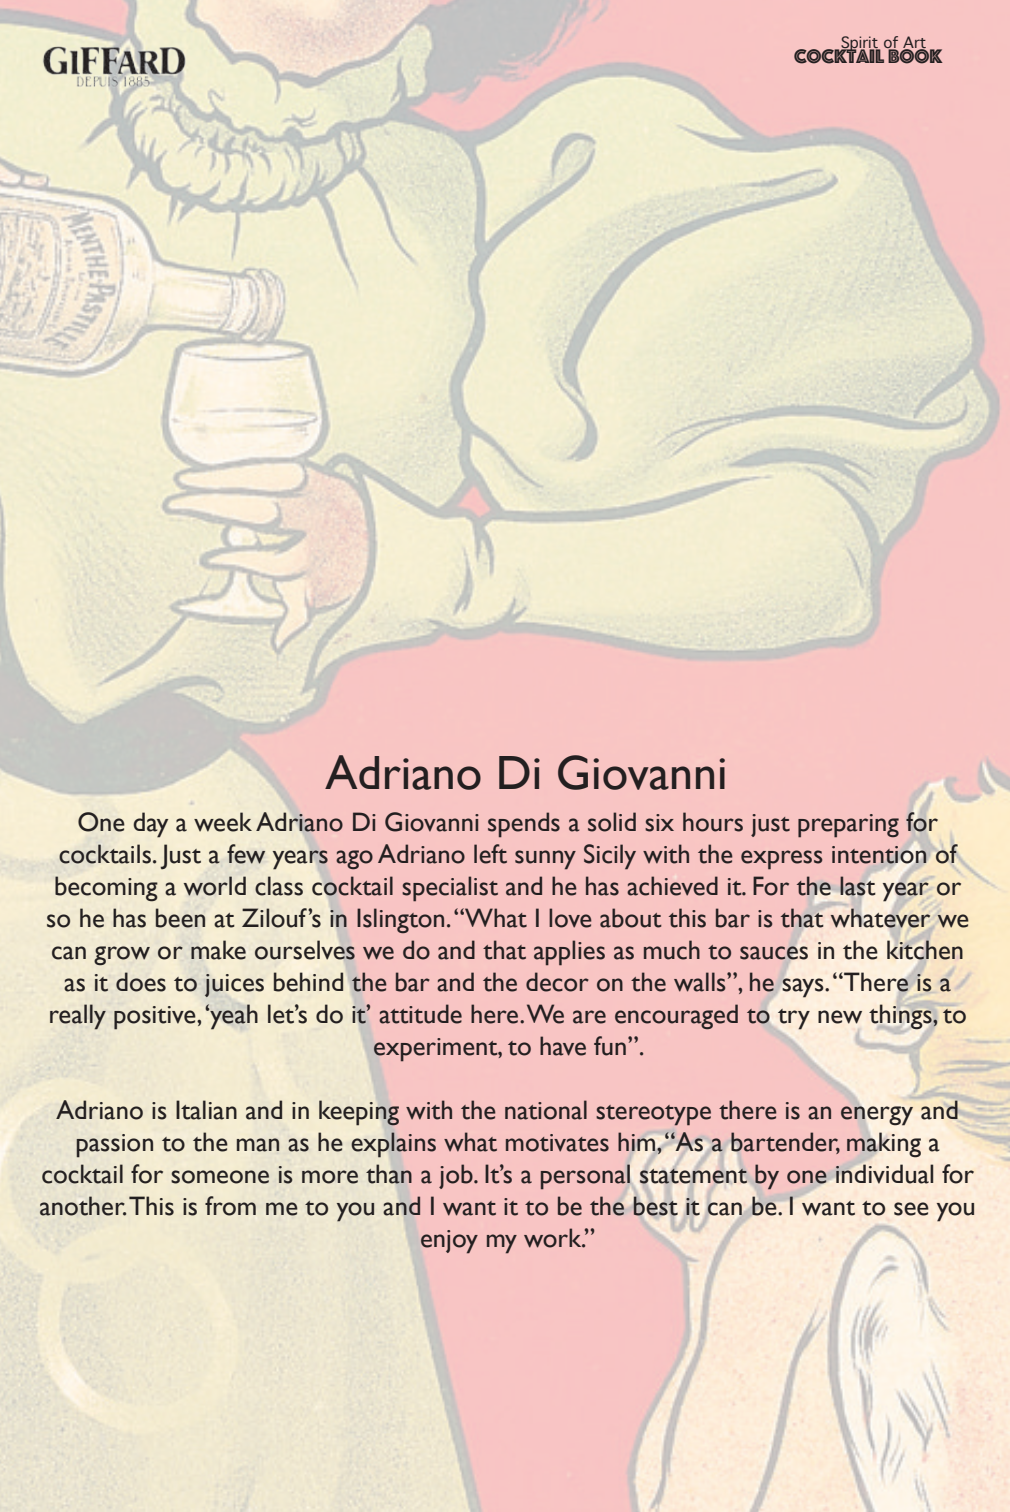 GIFFARD
DEPUIS 1885
Spirit of Art
COCKTAIL BOOK
MENTHE-PASTILLE
Adriano Di Giovanni
One day a week Adriano Di Giovanni spends a solid six hours just preparing for
cocktails. Just a few years ago Adriano left sunny Sicily with the express intention of
becoming a world class cocktail specialist and he has achieved it. For the last year or
so he has been at Zilouf’s in Islington. “What I love about this bar is that whatever we
can grow or make ourselves we do and that applies as much to sauces in the kitchen
as it does to juices behind the bar and the decor on the walls”, he says. “There is a
really positive, ‘yeah let’s do it’ attitude here. We are encouraged to try new things, to
experiment, to have fun”.
Adriano is Italian and in keeping with the national stereotype there is an energy and
passion to the man as he explains what motivates him, “As a bartender, making a
cocktail for someone is more than a job. It’s a personal statement by one individual for
another. This is from me to you and I want it to be the best it can be. I want to see you
enjoy my work.”